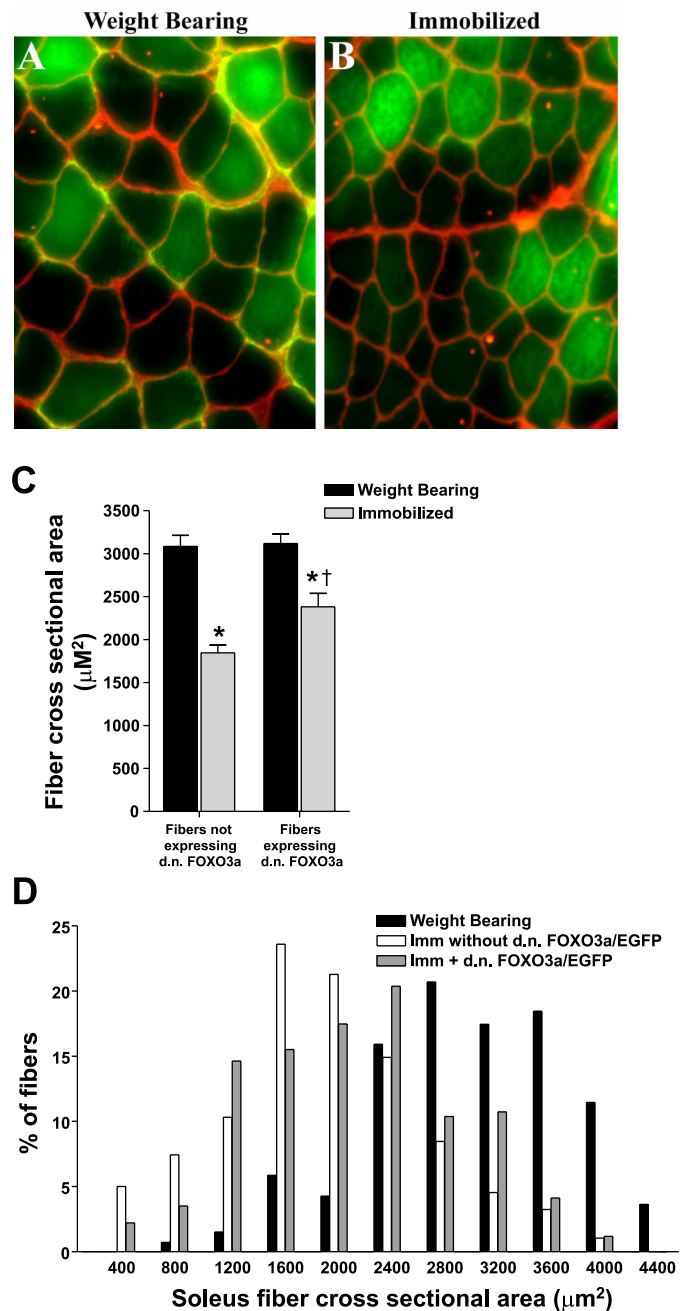 Weight Bearing
Immobilized
A
B
C
Weight Bearing
Immobilized
Fiber cross sectional area
(μM²)
3500
3000
2500
2000
1500
1000
500
0
*
*†
Fibers not
expressing
d.n. FOXO3a
Fibers
expressing
d.n. FOXO3a
D
Weight Bearing
Imm without d.n. FOXO3a/EGFP
Imm + d.n. FOXO3a/EGFP
% of fibers
25
20
15
10
5
0
400 800 1200 1600 2000 2400 2800 3200 3600 4000 4400
Soleus fiber cross sectional area (μm²)